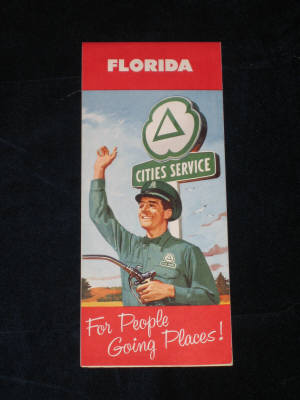 FLORIDA
CITIES SERVICE
For People
Going Places!